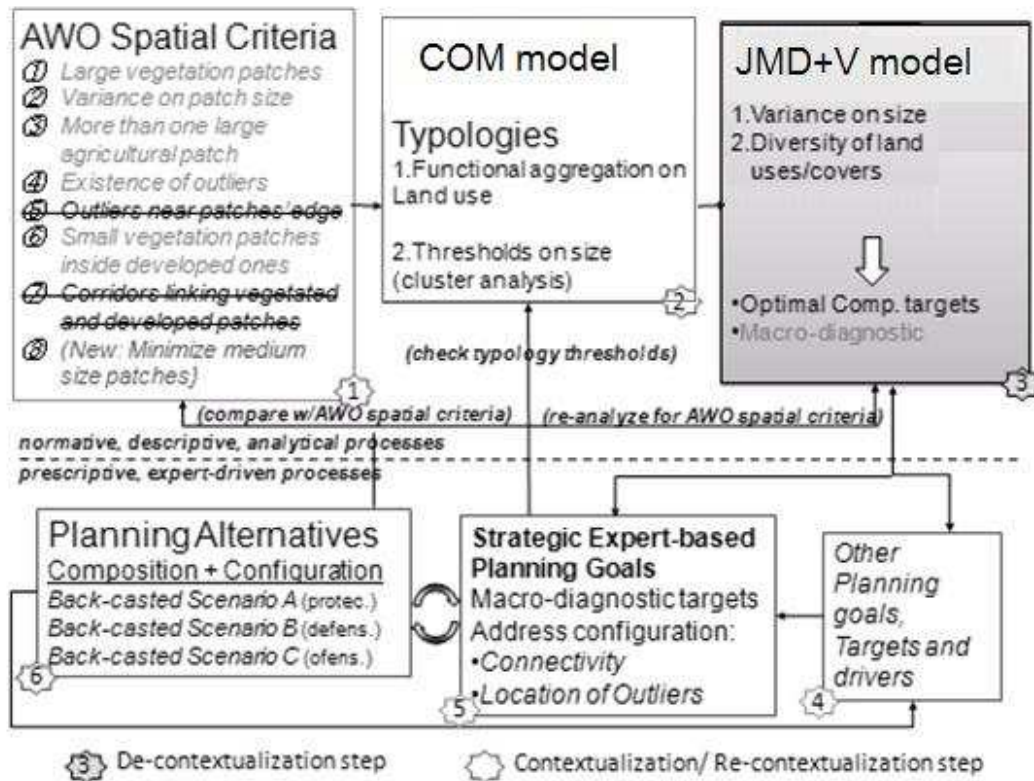 AWO Spatial Criteria
① Large vegetation patches
② Variance on patch size
③ More than one large
agricultural patch
④ Existence of outliers
⑤ Outliers near patches' edge
⑥ Small vegetation patches
inside developed ones
⑦ Corridors linking vegetated
and developed patches
⑧ (New: Minimize medium
size patches)
1
COM model
Typologies
1.Functional aggregation on
Land use
2.Thresholds on size
(cluster analysis)
2
JMD+V model
1.Variance on size
2.Diversity of land
uses/covers
•Optimal Comp. targets
•Macro-diagnostic
3
(check typology thresholds)
(compare w/AWO spatial criteria)
(re-analyze for AWO spatial criteria)
normative, descriptive, analytical processes
prescriptive, expert-driven processes
Planning Alternatives
Composition + Configuration
Back-casted Scenario A (protec.)
Back-casted Scenario B (defens.)
Back-casted Scenario C (ofens.)
6
Strategic Expert-based
Planning Goals
Macro-diagnostic targets
Address configuration:
•Connectivity
•Location of Outliers
5
Other
Planning
goals,
Targets and
drivers
4
3 De-contextualization step
Contextualization/ Re-contextualization step